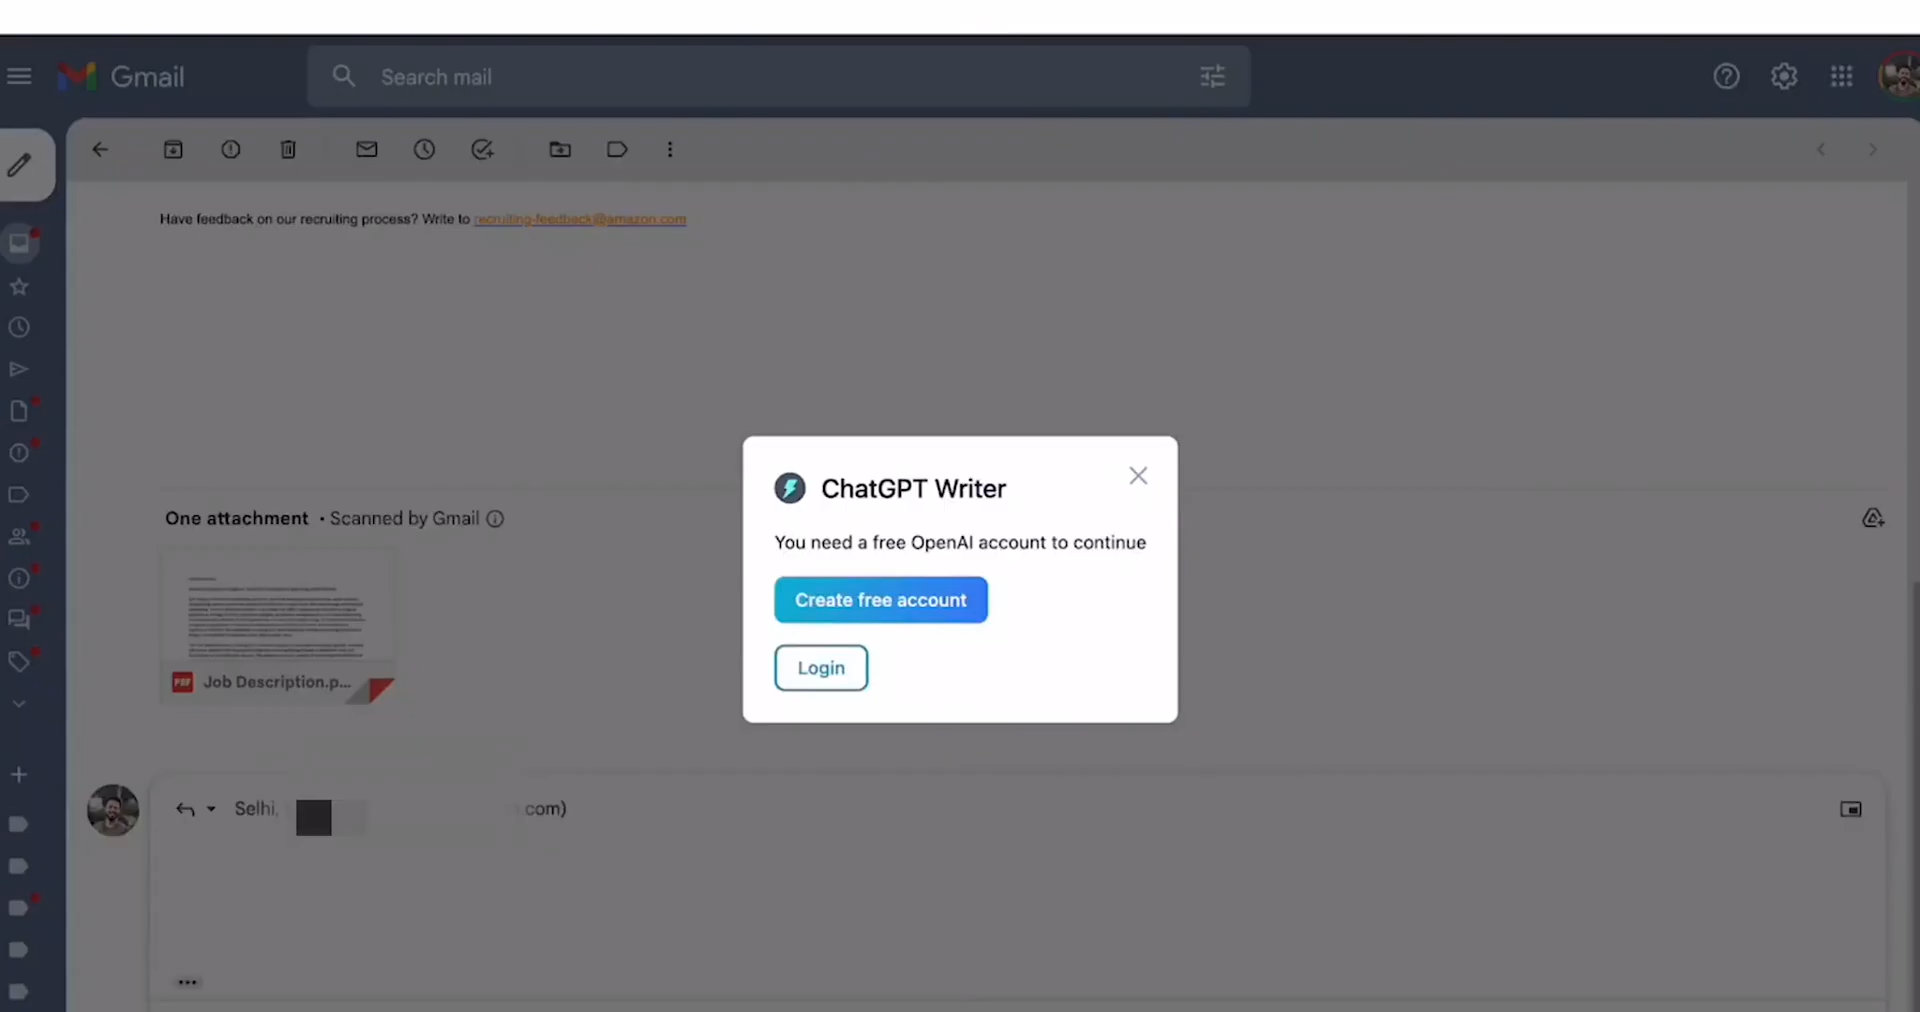 Gmail
Search mail
Have feedback on our recruiting process? Write to recruiting-feedback@amazon.com
ChatGPT Writer
You need a free OpenAI account to continue
One attachment • Scanned by Gmail
Create free account
Login
PDF Job Description.p...
Selhi, .com)